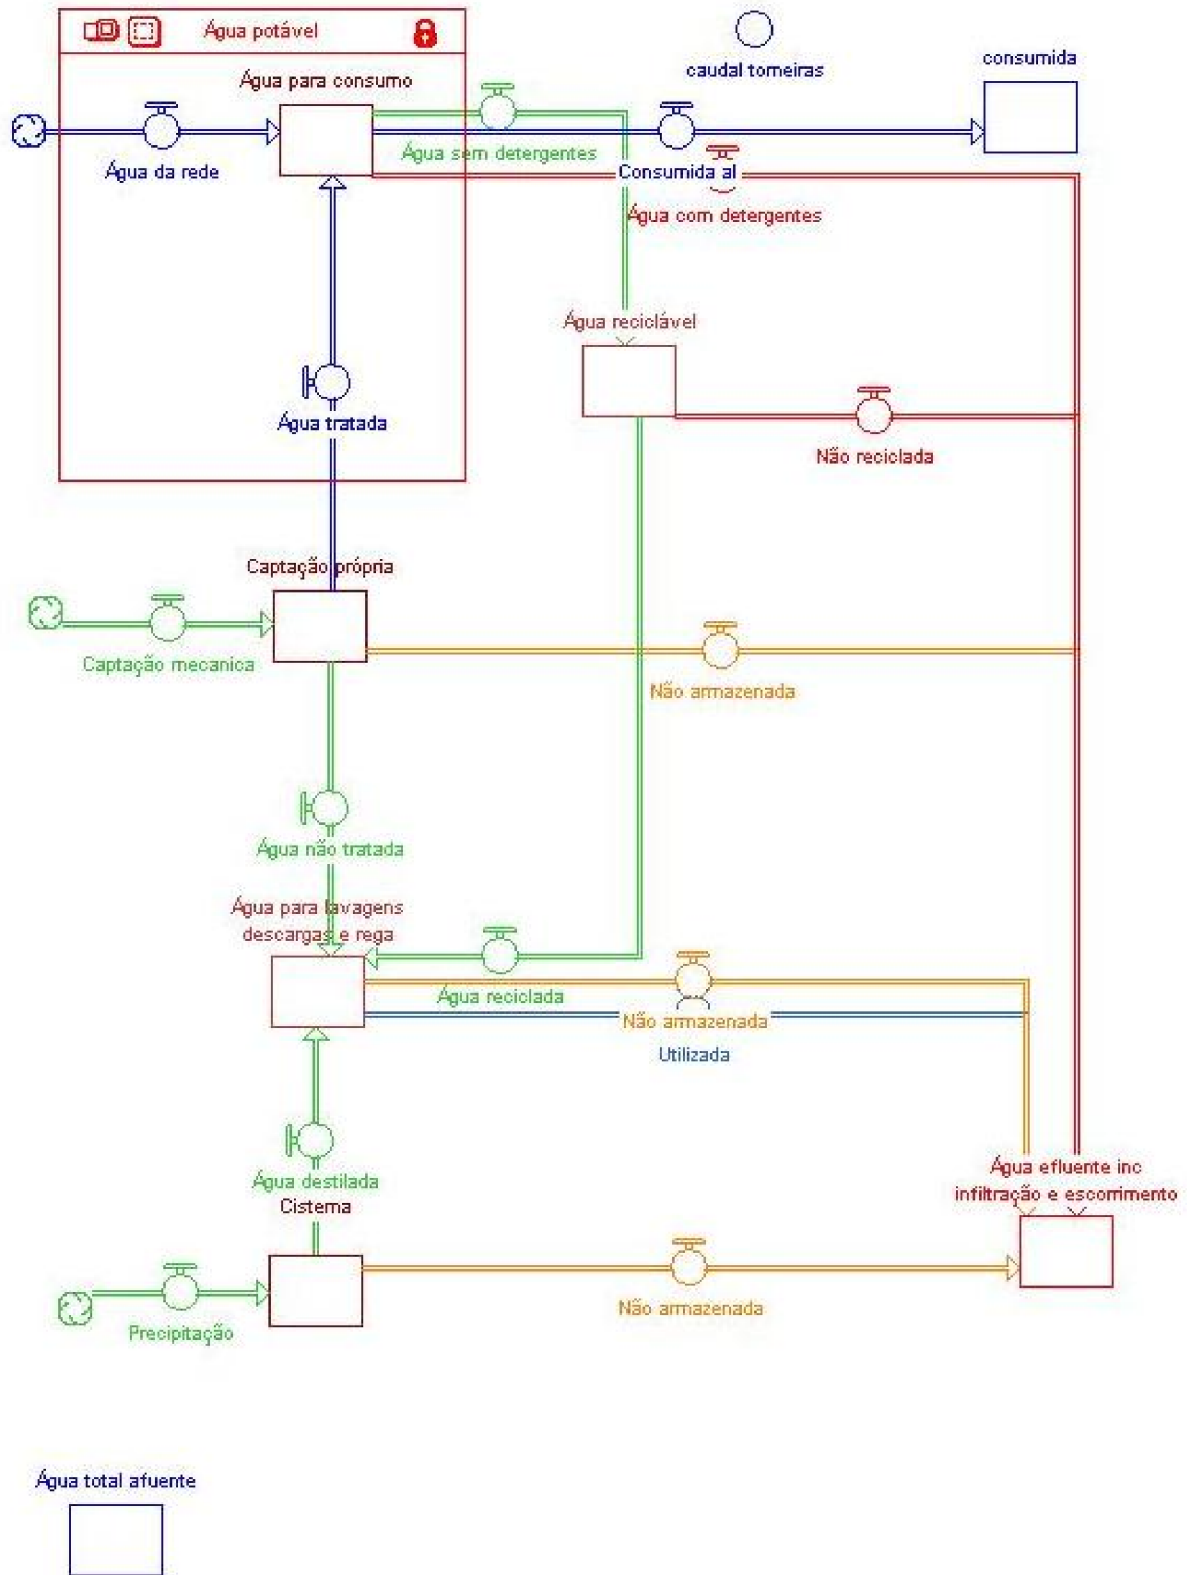 Água potável
caudal torneiras
consumida
Água para consumo
Água sem detergentes
Água da rede
Consumida al
Água com detergentes
Água reciclável
Água tratada
Não reciclada
Captação própria
Captação mecanica
Não armazenada
Água não tratada
Água para lavagens
descargas e rega
Água reciclada
Não armazenada
Utilizada
Água efluente inc
infiltração e escorrimento
Água destilada
Cisterna
Não armazenada
Precipitação
Água total afuente